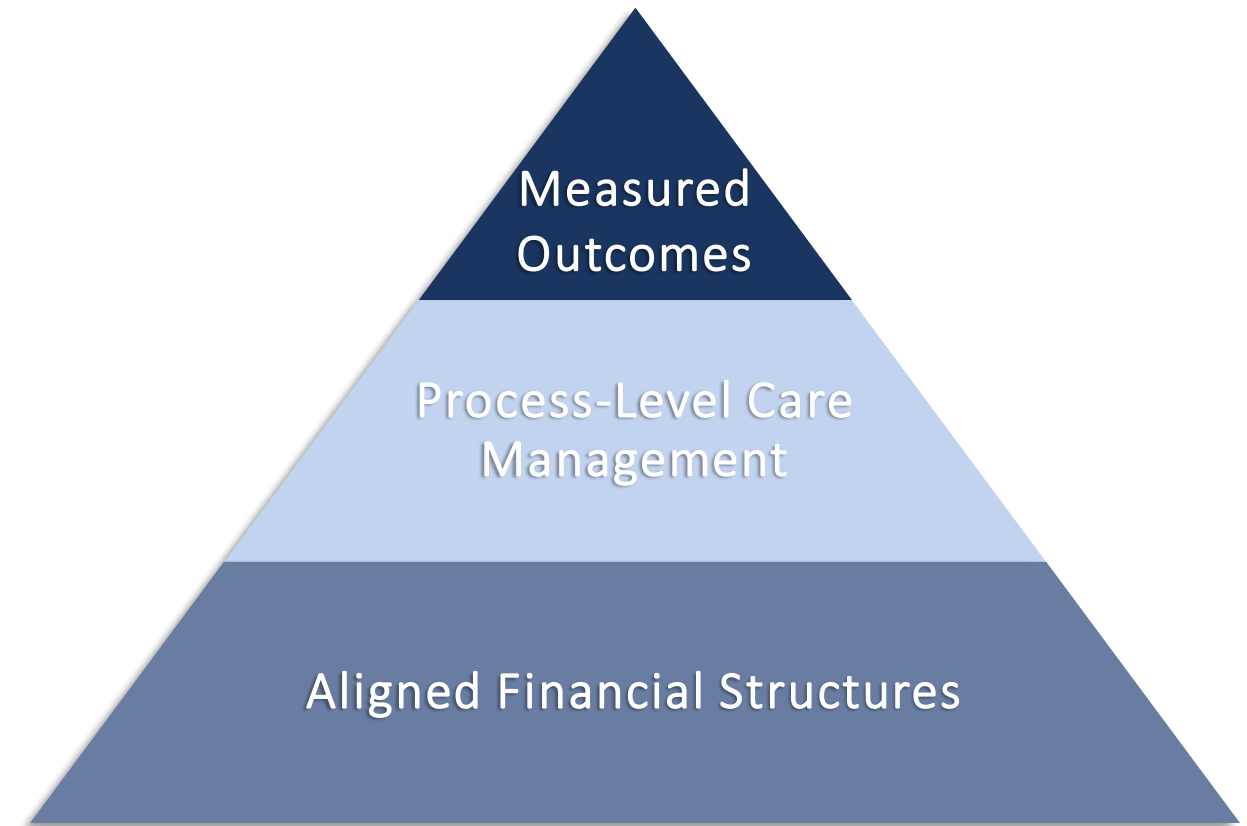 Measured
Outcomes
Process-Level Care
Management
Aligned Financial Structures